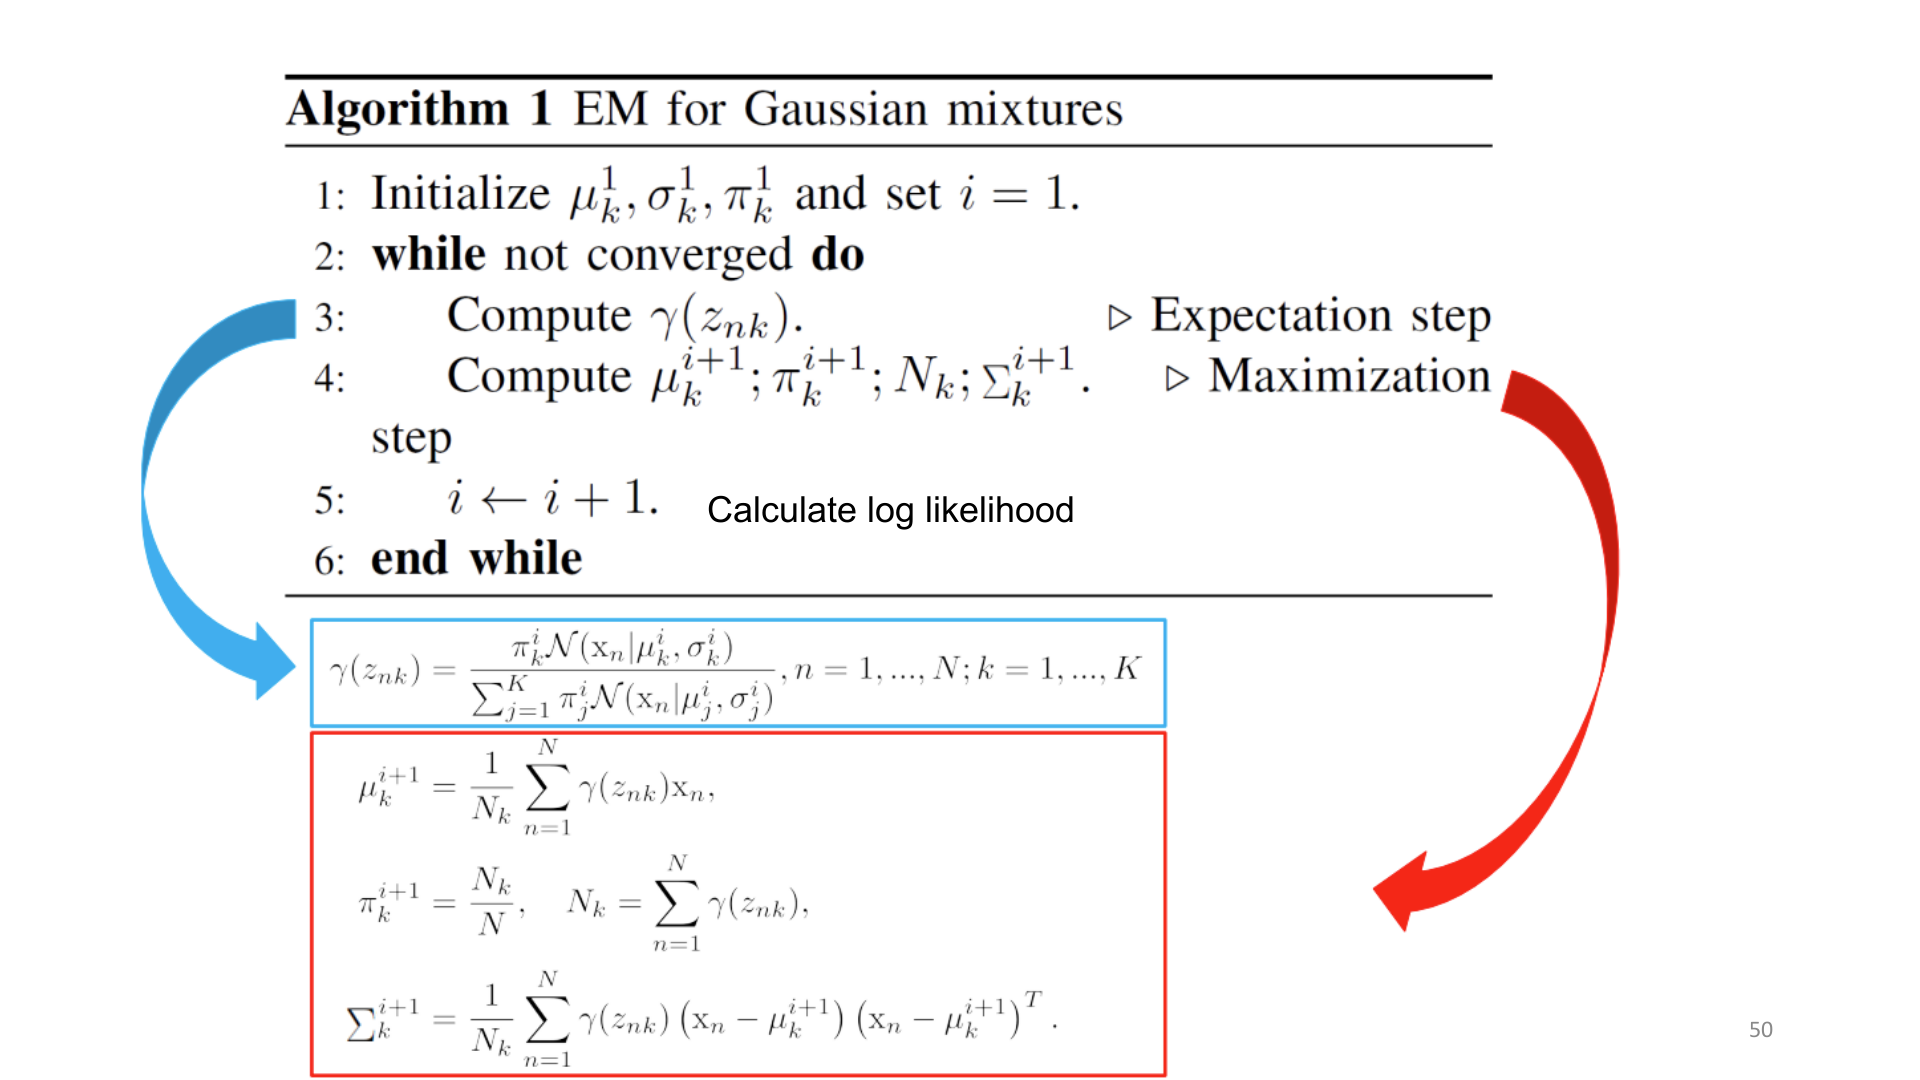 Algorithm 1 EM for Gaussian mixtures
1: Initialize $\mu_k^1, \sigma_k^1, \pi_k^1$ and set $i = 1$.
2: while not converged do
3: Compute $\gamma(z_{nk})$. ▷ Expectation step
4: Compute $\mu_k^{i+1}; \pi_k^{i+1}; N_k; \Sigma_k^{i+1}$. ▷ Maximization
step
5: $i \leftarrow i + 1$. Calculate log likelihood
6: end while
$\gamma(z_{nk}) = \frac{\pi_k^i \mathcal{N}(\mathrm{x}_n|\mu_k^i, \sigma_k^i)}{\sum_{j=1}^{K} \pi_j^i \mathcal{N}(\mathrm{x}_n|\mu_j^i, \sigma_j^i)}, n = 1, ..., N; k = 1, ..., K$
$\mu_k^{i+1} = \frac{1}{N_k} \sum_{n=1}^{N} \gamma(z_{nk})\mathrm{x}_n,$
$\pi_k^{i+1} = \frac{N_k}{N}, \quad N_k = \sum_{n=1}^{N} \gamma(z_{nk}),$
$\Sigma_k^{i+1} = \frac{1}{N_k} \sum_{n=1}^{N} \gamma(z_{nk}) \left(\mathrm{x}_n - \mu_k^{i+1}\right) \left(\mathrm{x}_n - \mu_k^{i+1}\right)^T.$
50